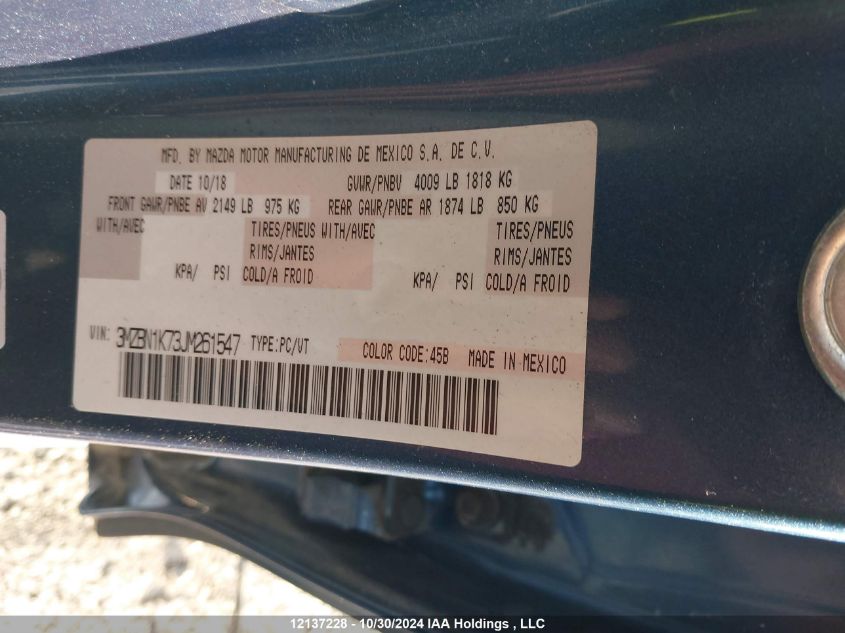 MFD. BY MAZDA MOTOR MANUFACTURING DE MEXICO S.A. DE C.V.
DATE 10/18 GVWR/PNBV 4009 LB 1818 KG
FRONT GAWR/PNBE AV 2149 LB 975 KG REAR GAWR/PNBE AR 1874 LB 850 KG
WITH/AVEC TIRES/PNEUS WITH/AVEC TIRES/PNEUS
RIMS/JANTES RIMS/JANTES
KPA/ PSI COLD/A FROID KPA/ PSI COLD/A FROID
VIN: 3MZBN1K73JM261547 TYPE:PC/VT COLOR CODE:45B MADE IN MEXICO
12137228 - 10/30/2024 IAA Holdings , LLC